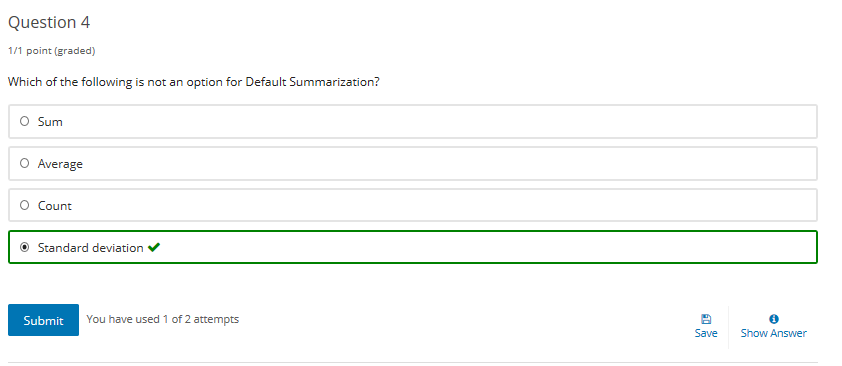 Question 4
1/1 point (graded)
Which of the following is not an option for Default Summarization?
Sum
Average
Count
Standard deviation
Submit
You have used 1 of 2 attempts
Save
Show Answer